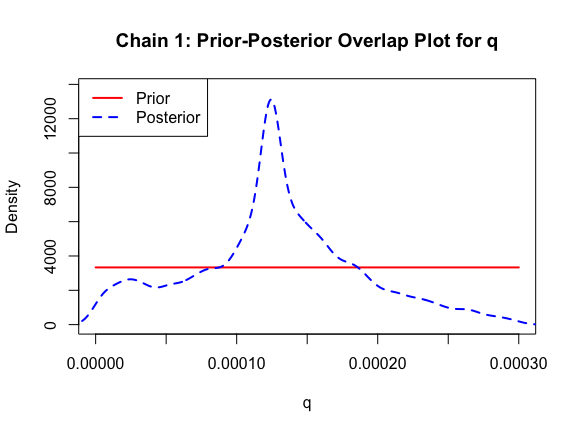 Chain 1: Prior-Posterior Overlap Plot for q
Prior
Posterior
Density
12000
8000
4000
0
0.00000
0.00010
0.00020
0.00030
q